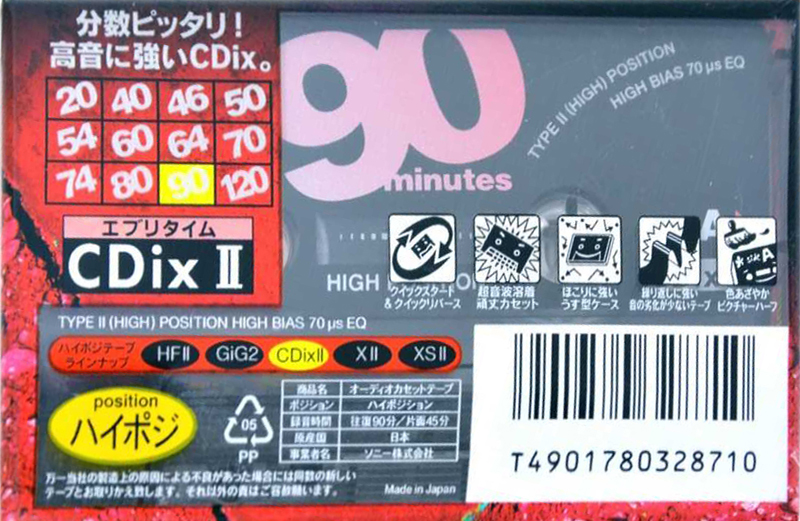 分数ピッタリ!
高音に強いCDix。
20 40 46 50
54 60 64 70
74 80 90 120
エブリタイム
CDix II
90
minutes
TYPE II (HIGH) POSITION
HIGH BIAS 70 μs EQ
HIGH
A
クイックスタート
&クイックリバース
超音波溶着
頑丈カセット
ほこりに強い
うす型ケース
繰り返しに強い
音の劣化が少ないテープ
色あざやか
ピクチャーハーフ
TYPE II (HIGH) POSITION HIGH BIAS 70 μs EQ
ハイポジテープ
ラインナップ
HFII GiG2 CDixII XII XSII
position
ハイポジ
05
PP
商品名 オーディオカセットテープ
ポジション ハイポジション
録音時間 往復90分/片面45分
原産国 日本
事業者名 ソニー株式会社
万一当社の製造上の原因による不良があった場合には同数の新しい
テープとお取りかえ致します。それ以外の責はご容赦願います。
Made in Japan
T4901780328710